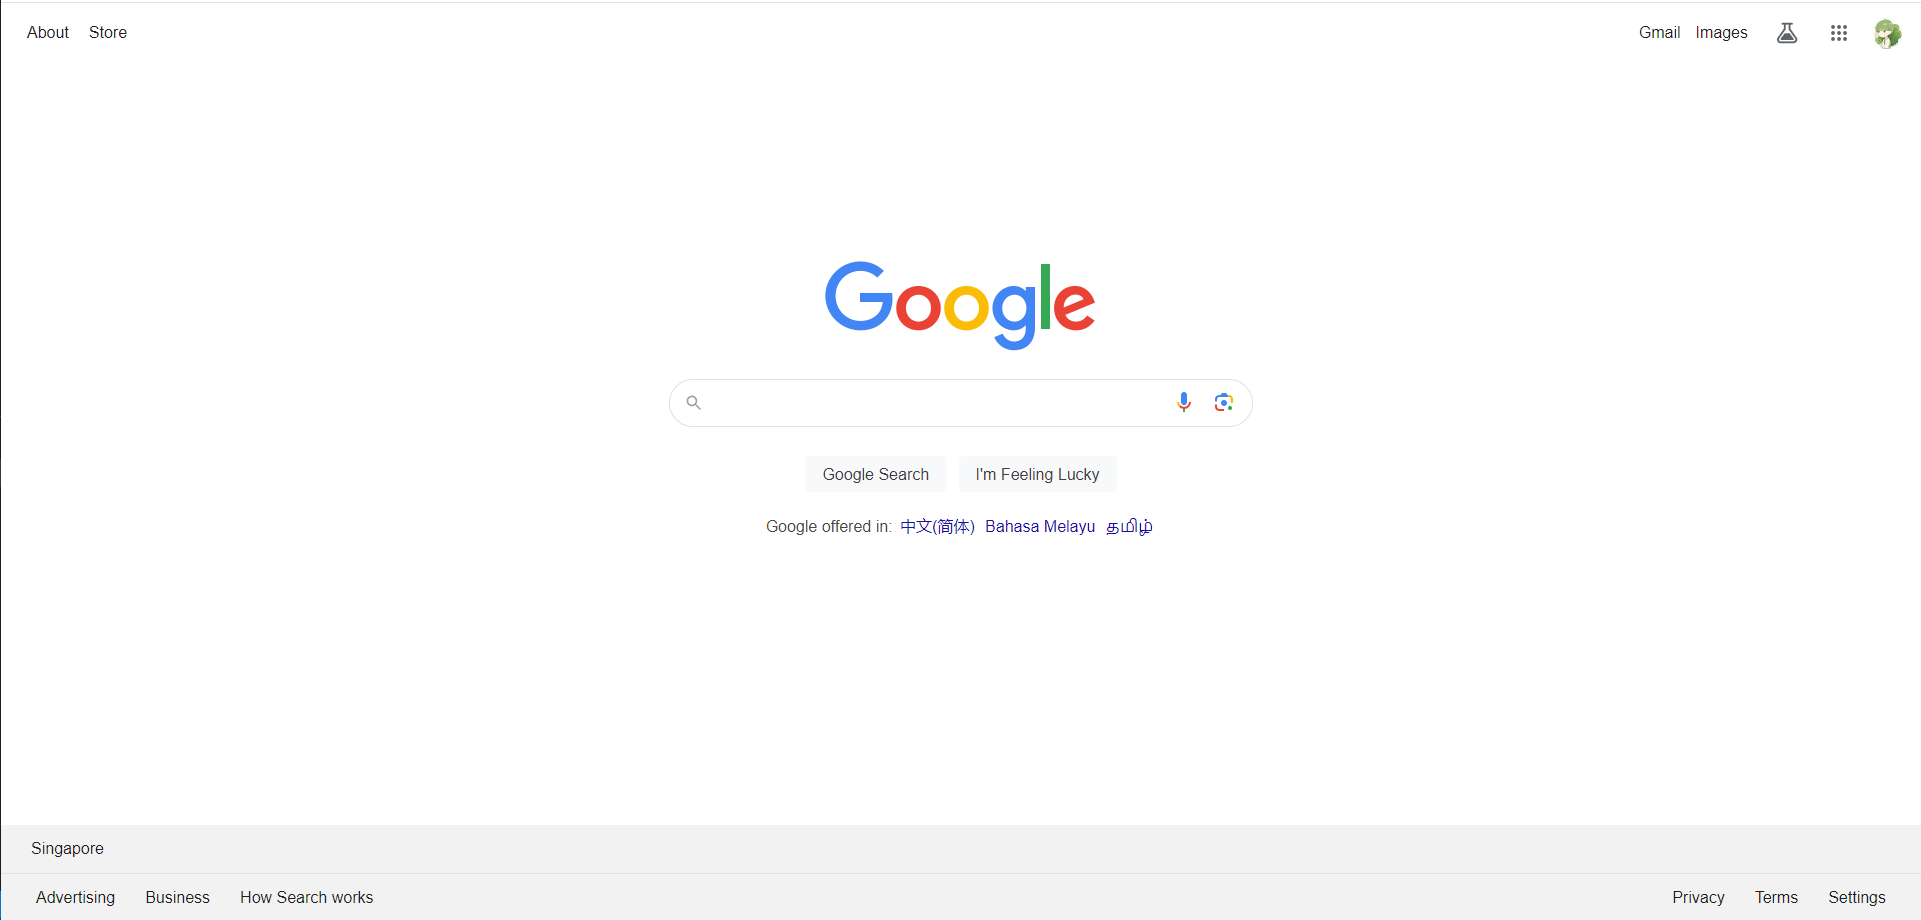 About Store Gmail Images
Google
Google Search I'm Feeling Lucky
Google offered in: 中文(简体) Bahasa Melayu தமிழ்
Singapore
Advertising Business How Search works Privacy Terms Settings